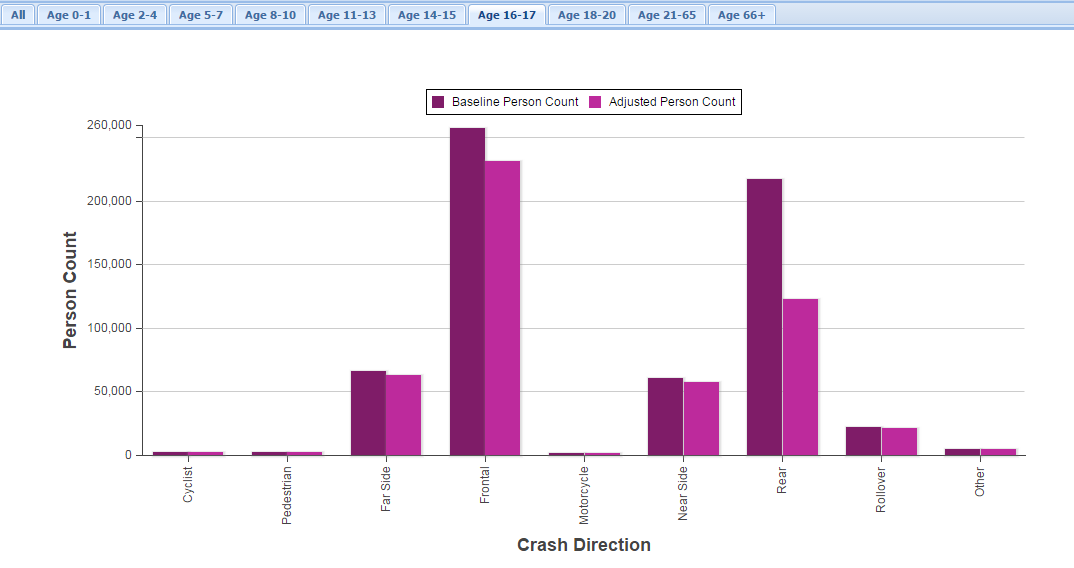 All Age 0-1 Age 2-4 Age 5-7 Age 8-10 Age 11-13 Age 14-15 Age 16-17 Age 18-20 Age 21-65 Age 66+
Baseline Person Count Adjusted Person Count
260,000
200,000
150,000
100,000
50,000
0
Person Count
Cyclist
Pedestrian
Far Side
Frontal
Motorcycle
Near Side
Rear
Rollover
Other
Crash Direction